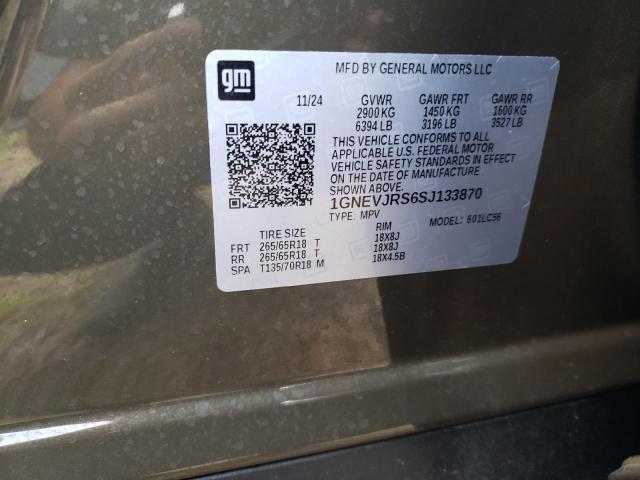 gm
MFD BY GENERAL MOTORS LLC
11/24 GVWR GAWR FRT GAWR RR
2900 KG 1450 KG 1600 KG
6394 LB 3196 LB 3527 LB
THIS VEHICLE CONFORMS TO ALL
APPLICABLE U.S. FEDERAL MOTOR
VEHICLE SAFETY STANDARDS IN EFFECT
ON THE DATE OF MANUFACTURE
1GNEVJRS6SJ133870
TYPE: MPV MODEL: 601LC56
TIRE SIZE RIM
FRT 265/65R18 T 18X8J
RR 265/65R18 T 18X8J
SPA T135/70R18 M 18X4.5B